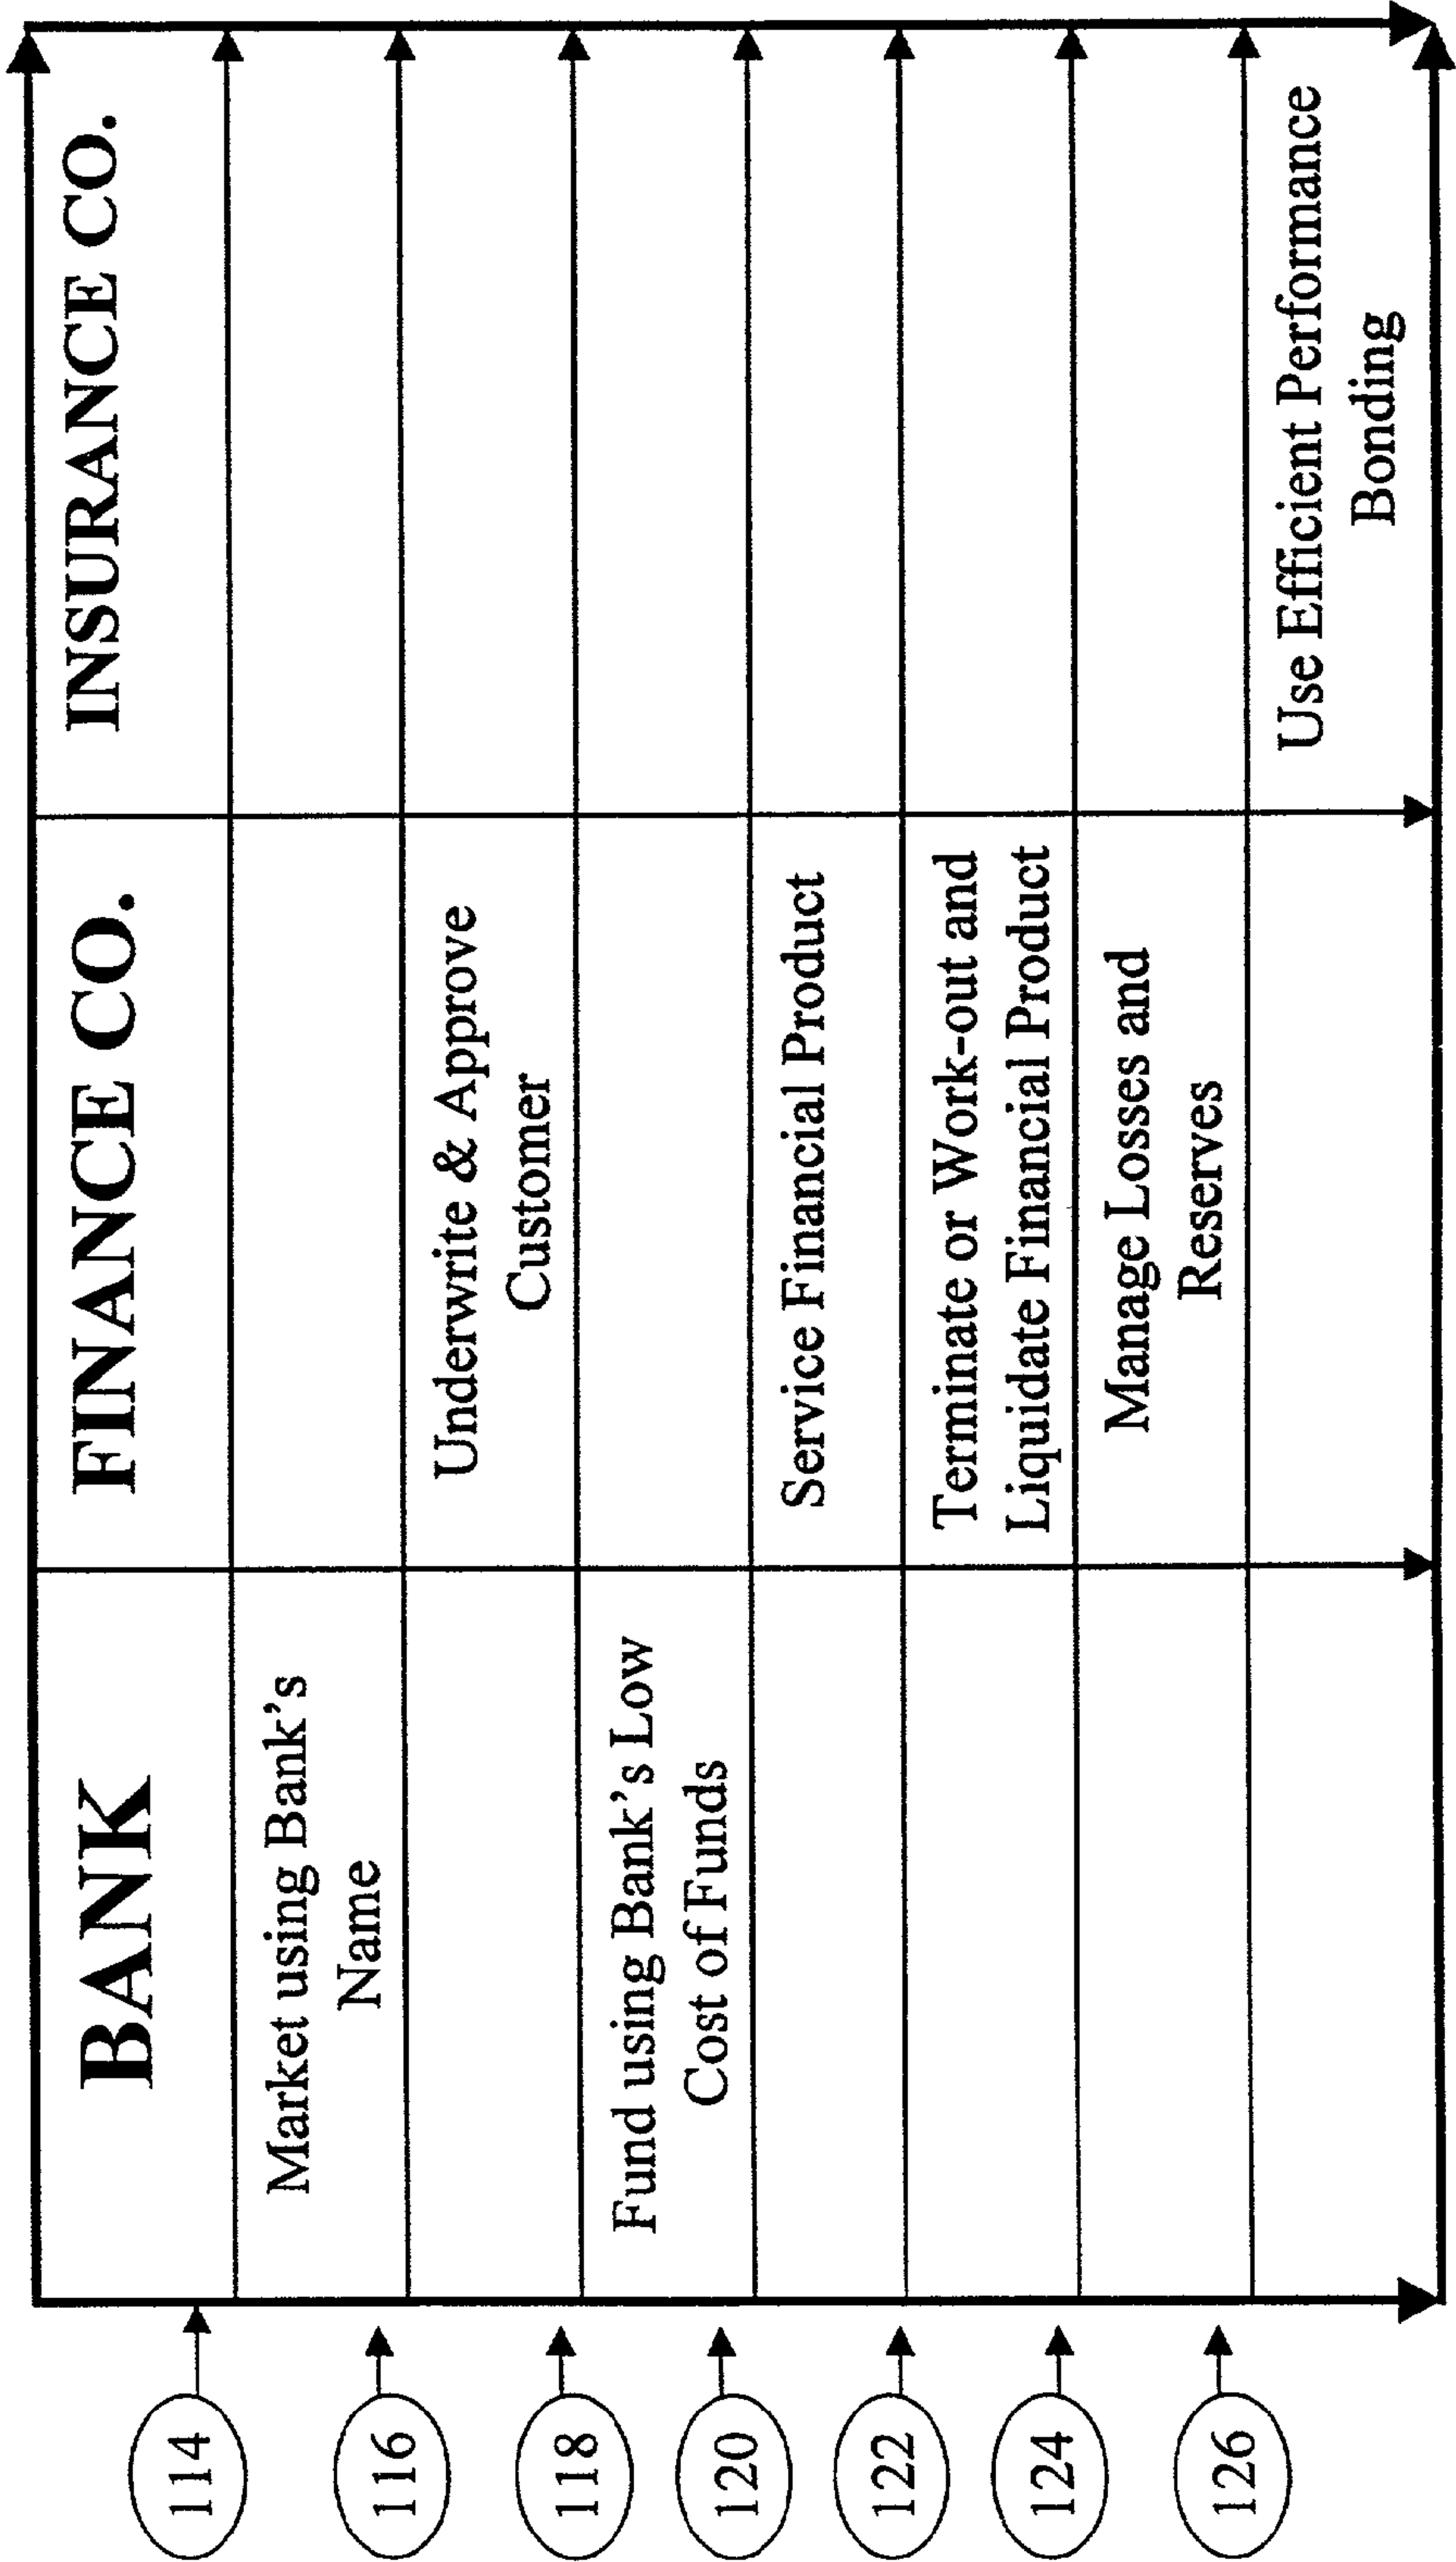 BANK
FINANCE CO.
INSURANCE CO.
114
Market using Bank's
Name
116
Underwrite & Approve
Customer
118
Fund using Bank's Low
Cost of Funds
120
Service Financial Product
122
Terminate or Work-out and
Liquidate Financial Product
124
Manage Losses and
Reserves
126
Use Efficient Performance
Bonding